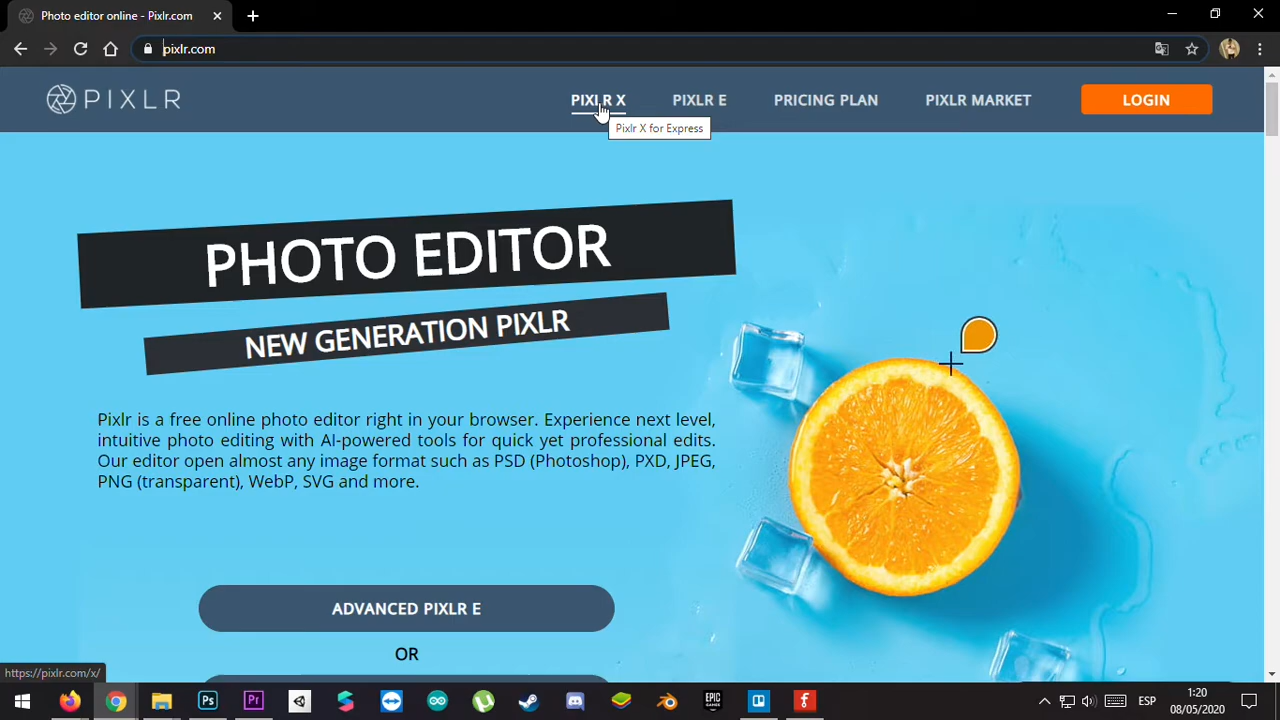 Photo editor online - Pixlr.com
pixlr.com
PIXLR
PIXLR X
PIXLR E
PRICING PLAN
PIXLR MARKET
LOGIN
Pixlr X for Express
PHOTO EDITOR
NEW GENERATION PIXLR
Pixlr is a free online photo editor right in your browser. Experience next level,
intuitive photo editing with AI-powered tools for quick yet professional edits.
Our editor open almost any image format such as PSD (Photoshop), PXD, JPEG,
PNG (transparent), WebP, SVG and more.
ADVANCED PIXLR E
OR
https://pixlr.com/x/
Ps
Pr
EPIC
GAMES
ESP
1:20
08/05/2020